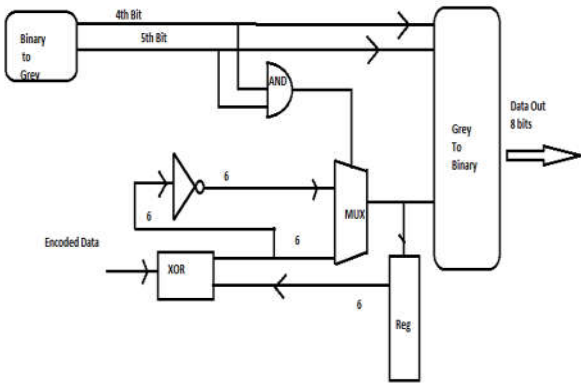 4th Bit
Binary
to
Grey
5th Bit
AND
Grey
To
Binary
Data Out
8 bits
6
6
MUX
6
Encoded Data
XOR
6
Reg